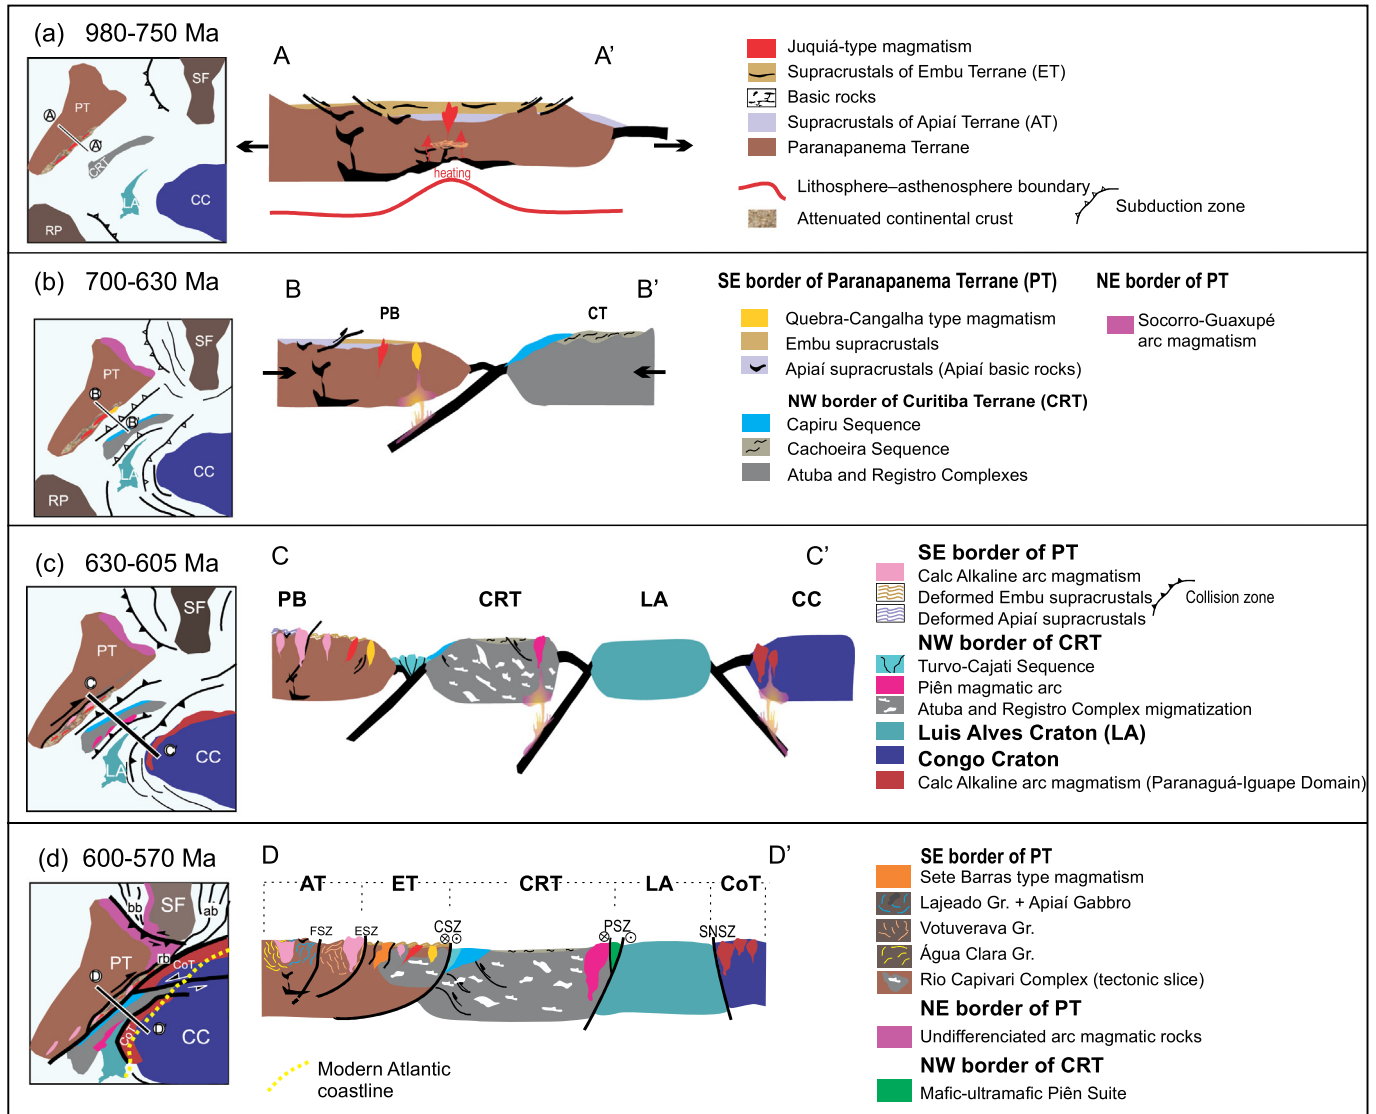 (a) 980-750 Ma
SF
PT
A
A'
CRT
LA
CC
RP
A
A'
heating
Juquiá-type magmatism
Supracrustals of Embu Terrane (ET)
Basic rocks
Supracrustals of Apiaí Terrane (AT)
Paranapanema Terrane
Lithosphere–asthenosphere boundary
Attenuated continental crust
Subduction zone
(b) 700-630 Ma
SF
PT
B
B'
LA
CC
RP
B
B'
PB
CT
SE border of Paranapanema Terrane (PT)
Quebra-Cangalha type magmatism
Embu supracrustals
Apiaí supracrustals (Apiaí basic rocks)
NW border of Curitiba Terrane (CRT)
Capiru Sequence
Cachoeira Sequence
Atuba and Registro Complexes
NE border of PT
Socorro-Guaxupé
arc magmatism
(c) 630-605 Ma
SF
PT
C
C'
LA
CC
C
C'
PB
CRT
LA
CC
SE border of PT
Calc Alkaline arc magmatism
Deformed Embu supracrustals
Deformed Apiaí supracrustals
Collision zone
NW border of CRT
Turvo-Cajati Sequence
Piên magmatic arc
Atuba and Registro Complex migmatization
Luis Alves Craton (LA)
Congo Craton
Calc Alkaline arc magmatism (Paranaguá-Iguape Domain)
(d) 600-570 Ma
bb
SF
ab
PT
rb
CoT
D
D'
CoT
CC
D
D'
AT
ET
CRT
LA
CoT
FSZ
ESZ
CSZ
PSZ
SNSZ
Modern Atlantic
coastline
SE border of PT
Sete Barras type magmatism
Lajeado Gr. + Apiaí Gabbro
Votuverava Gr.
Água Clara Gr.
Rio Capivari Complex (tectonic slice)
NE border of PT
Undifferenciated arc magmatic rocks
NW border of CRT
Mafic-ultramafic Piên Suite